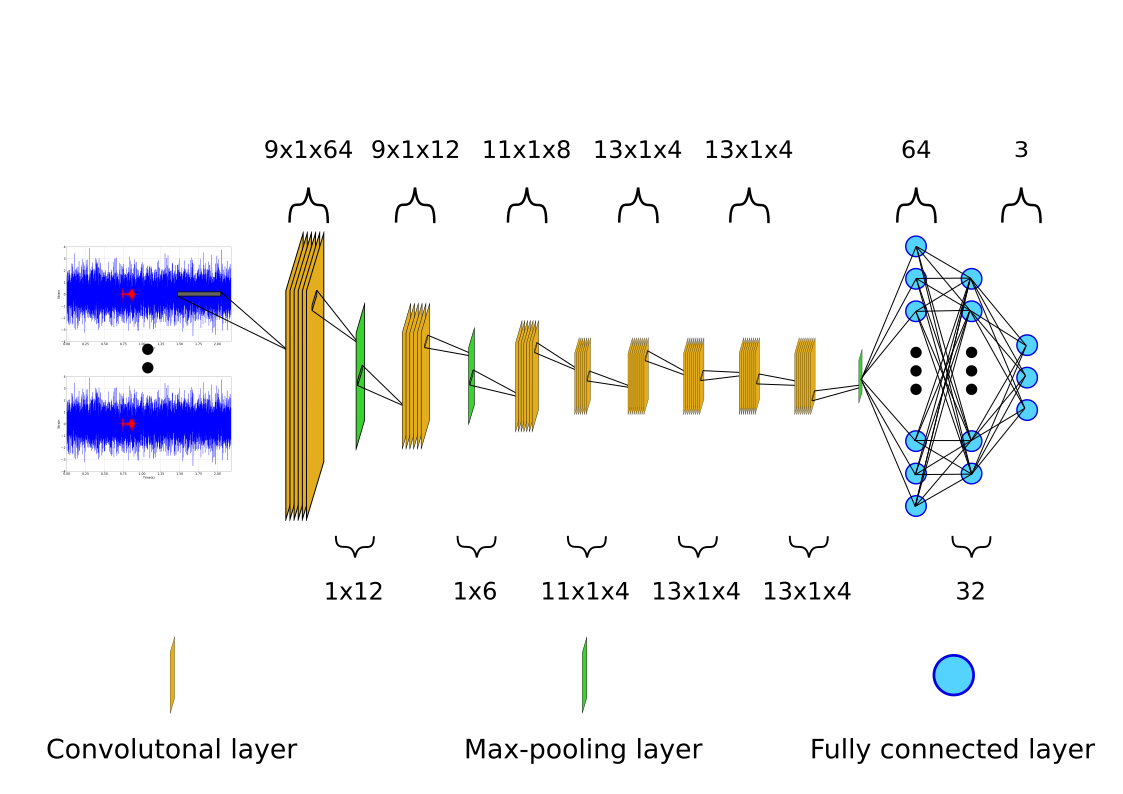 9x1x64 9x1x12 11x1x8 13x1x4 13x1x4 64 3
1x12 1x6 11x1x4 13x1x4 13x1x4 32
Convolutonal layer Max-pooling layer Fully connected layer